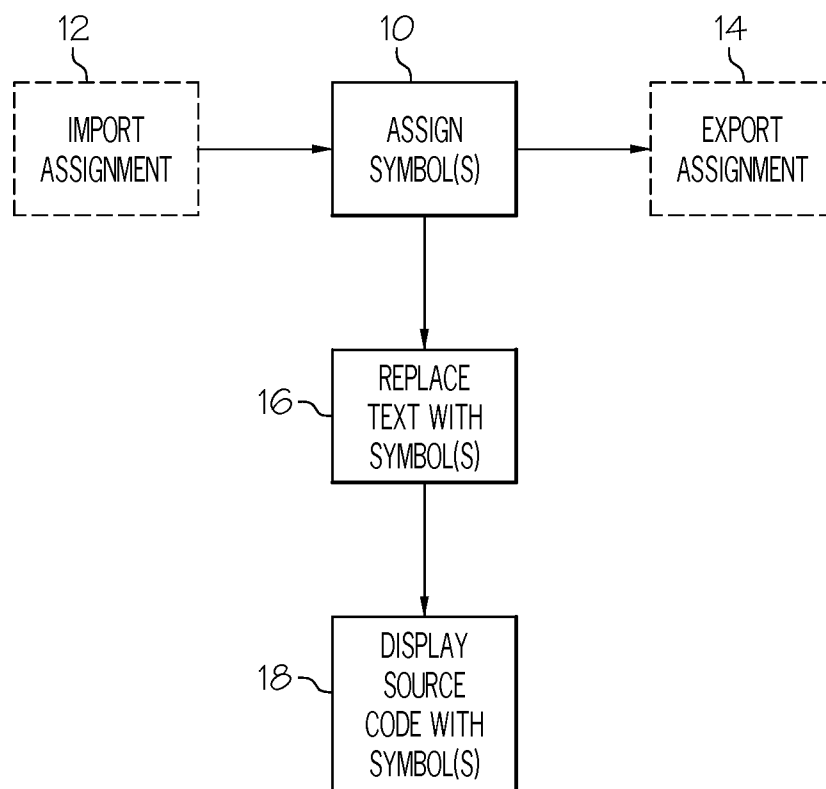 12
10
14
IMPORT
ASSIGNMENT
ASSIGN
SYMBOL(S)
EXPORT
ASSIGNMENT
16
REPLACE
TEXT WITH
SYMBOL(S)
18
DISPLAY
SOURCE
CODE WITH
SYMBOL(S)